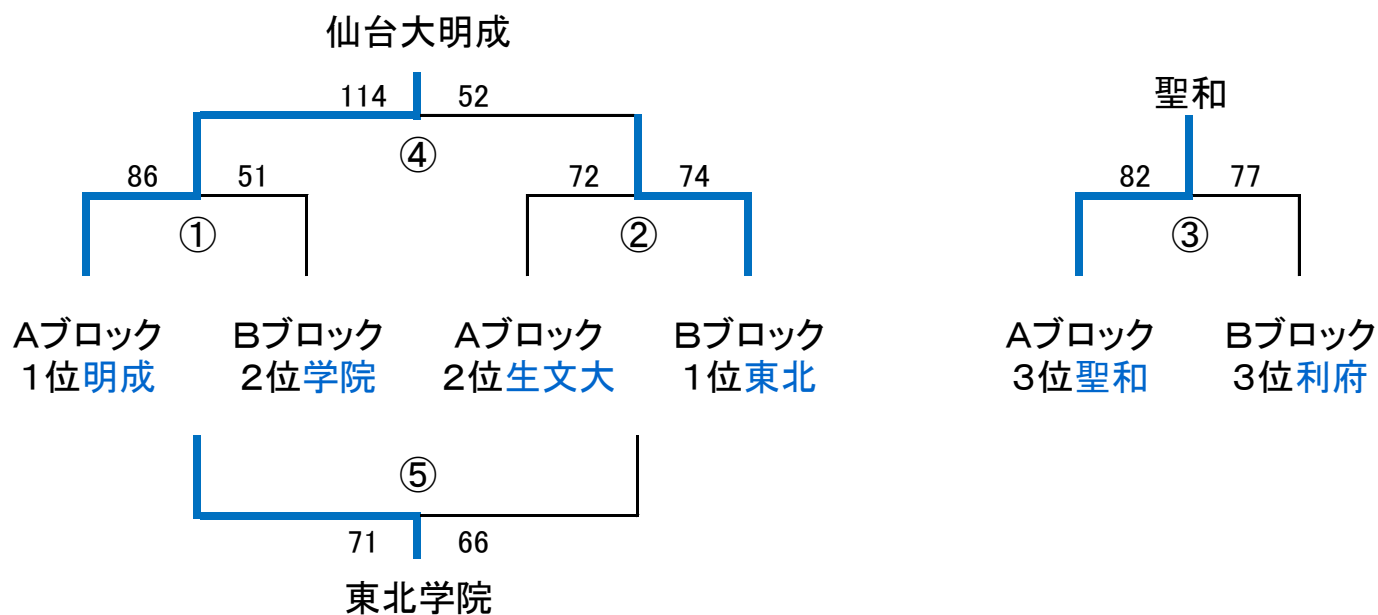 仙台大明成
114 52
④
86 51
①
72 74
②
Aブロック
1位明成
Bブロック
2位学院
Aブロック
2位生文大
Bブロック
1位東北
⑤
71 66
東北学院
聖和
82 77
③
Aブロック
3位聖和
Bブロック
3位利府